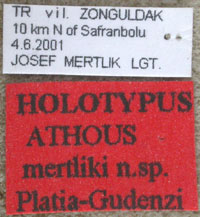 TR vil. ZONGULDAK
10 km N of Safranbolu
4.6.2001
JOSEF MERTLIK LGT.
HOLOTYPUS
ATHOUS
mertliki n.sp.
Platia-Gudenzi